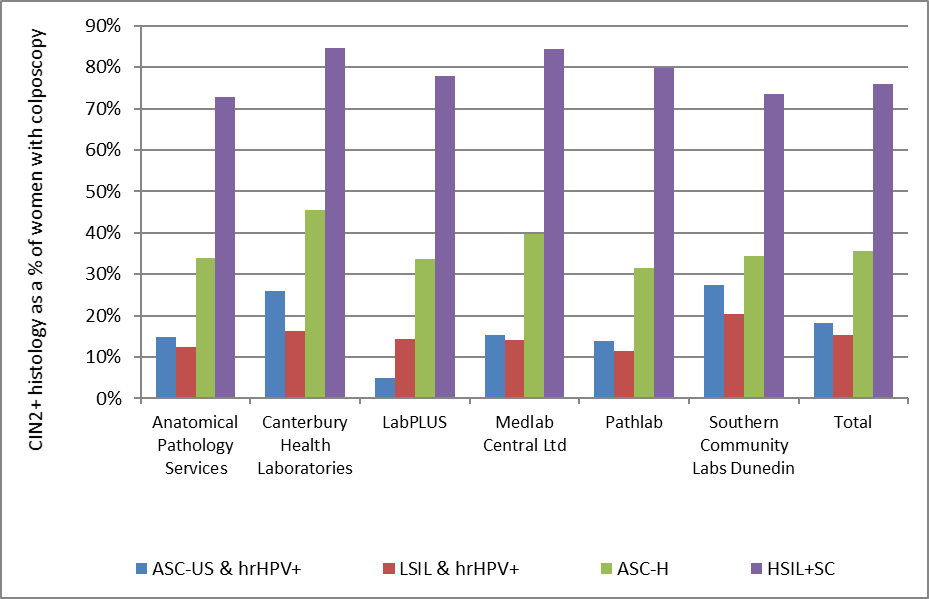 CIN2+ histology as a % of women with colposcopy
90%
80%
70%
60%
50%
40%
30%
20%
10%
0%
Anatomical
Pathology
Services
Canterbury
Health
Laboratories
LabPLUS
Medlab
Central Ltd
Pathlab
Southern
Community
Labs Dunedin
Total
ASC-US & hrHPV+
LSIL & hrHPV+
ASC-H
HSIL+SC